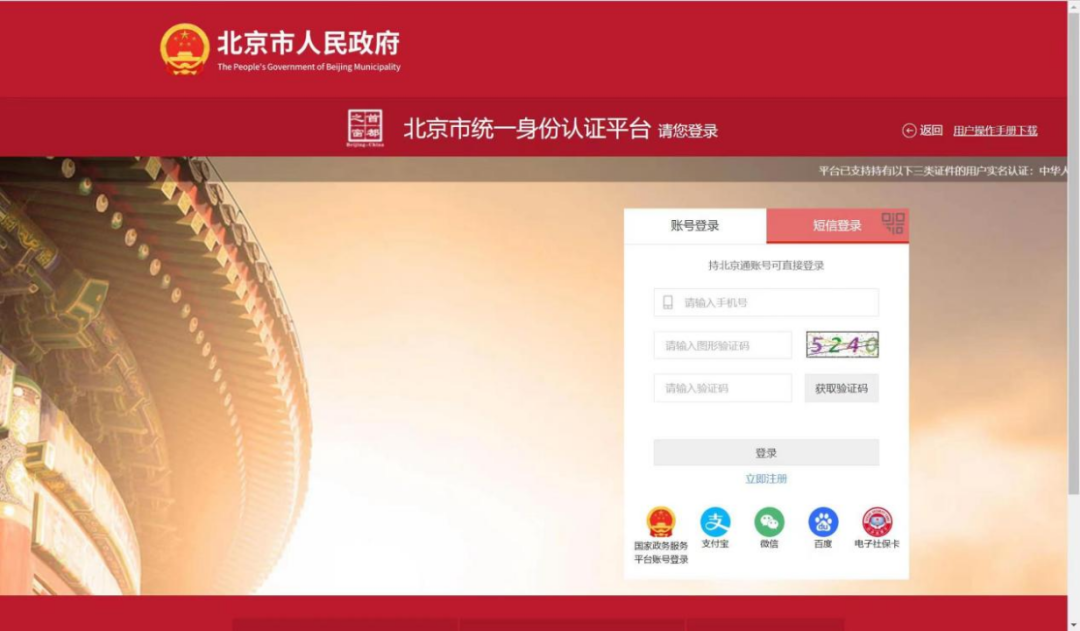 北京市人民政府
The People's Government of Beijing Municipality
首都之窗
Beijing-China
北京市统一身份认证平台 请您登录
返回 用户操作手册下载
平台已支持持有以下三类证件的用户实名认证：中华人
账号登录 短信登录
持北京通账号可直接登录
请输入手机号
请输入图形验证码 5240
请输入验证码 获取验证码
登录
立即注册
国家政务服务平台账号登录 支付宝 微信 百度 电子社保卡